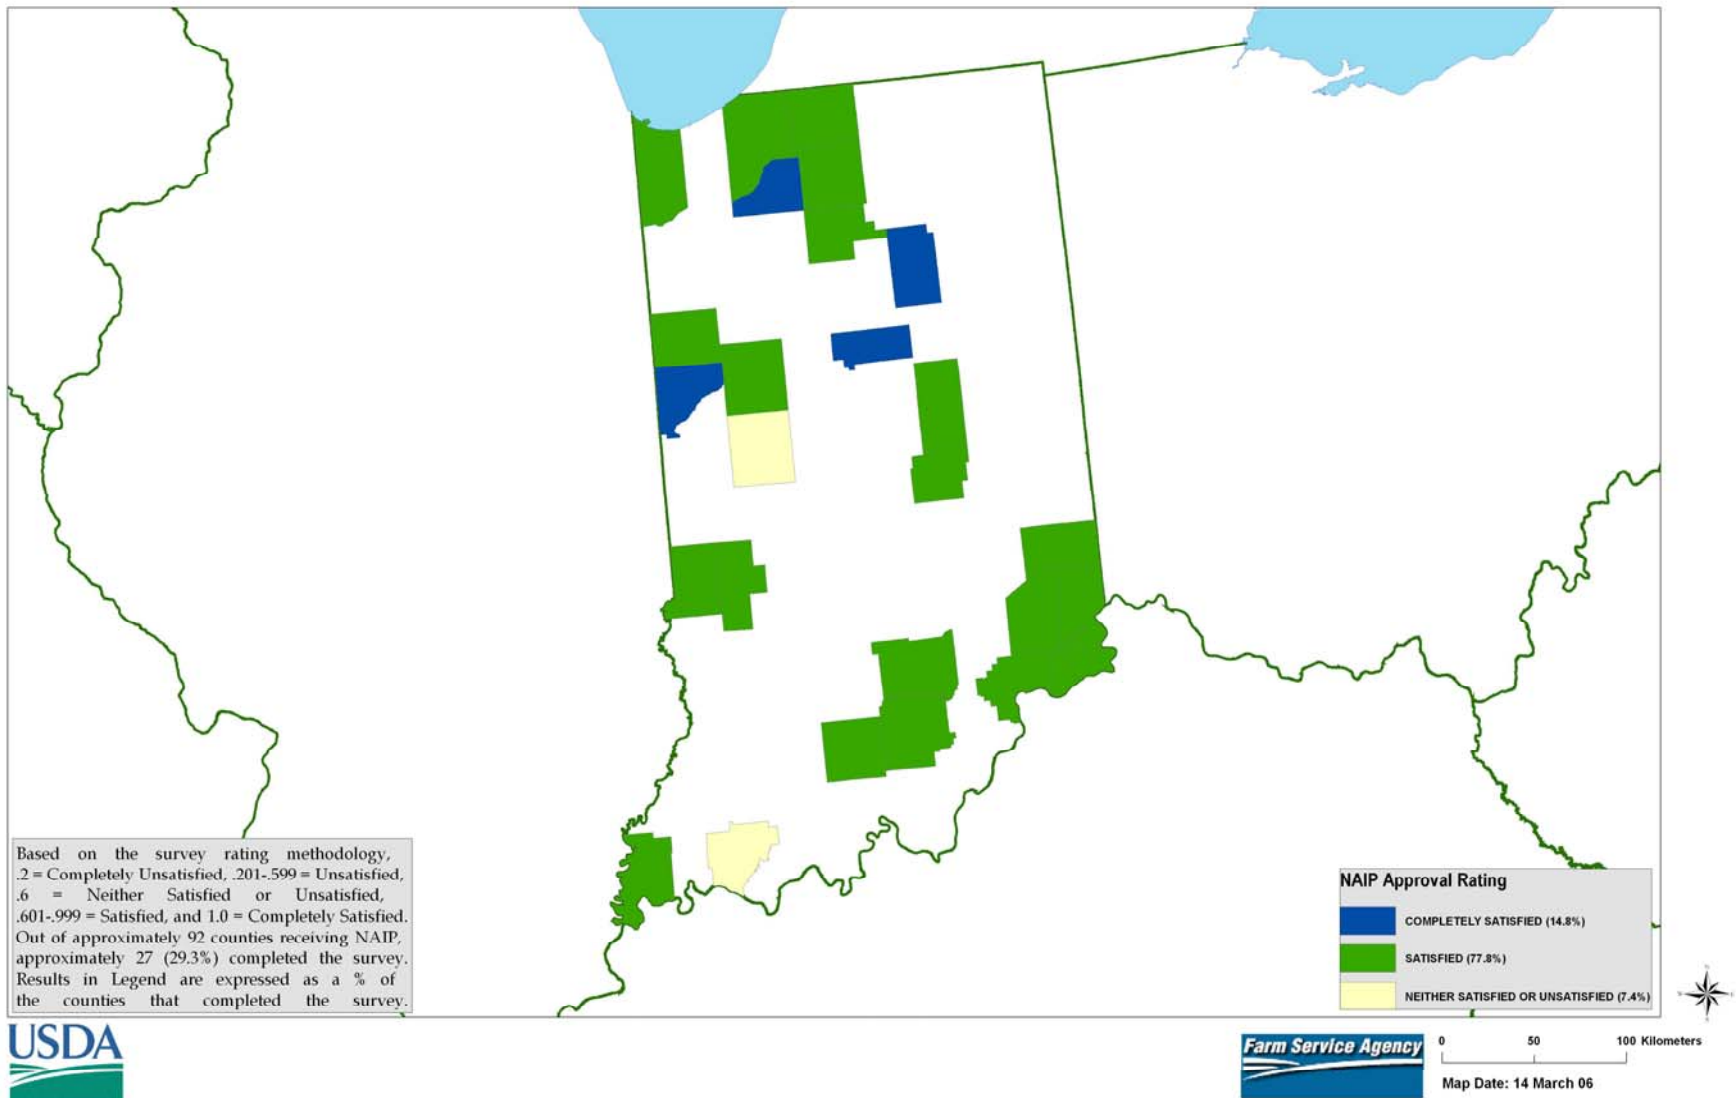 Based on the survey rating methodology,
.2 = Completely Unsatisfied, .201-.599 = Unsatisfied,
.6 = Neither Satisfied or Unsatisfied,
.601-.999 = Satisfied, and 1.0 = Completely Satisfied.
Out of approximately 92 counties receiving NAIP,
approximately 27 (29.3%) completed the survey.
Results in Legend are expressed as a % of
the counties that completed the survey.
NAIP Approval Rating
COMPLETELY SATISFIED (14.8%)
SATISFIED (77.8%)
NEITHER SATISFIED OR UNSATISFIED (7.4%)
USDA
Farm Service Agency
0 50 100 Kilometers
Map Date: 14 March 06